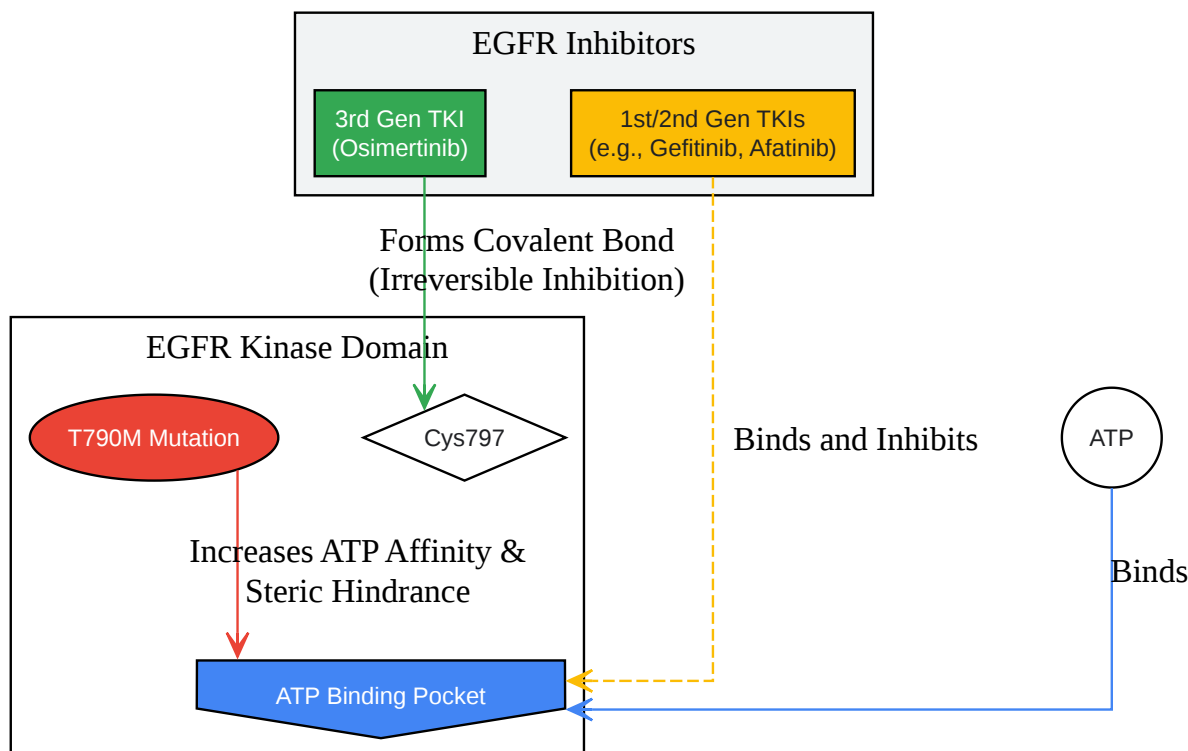 EGFR Inhibitors
3rd Gen TKI
(Osimertinib)
1st/2nd Gen TKIs
(e.g., Gefitinib, Afatinib)
Forms Covalent Bond
(Irreversible Inhibition)
EGFR Kinase Domain
T790M Mutation
Cys797
Binds and Inhibits
ATP
Increases ATP Affinity &
Steric Hindrance
Binds
ATP Binding Pocket